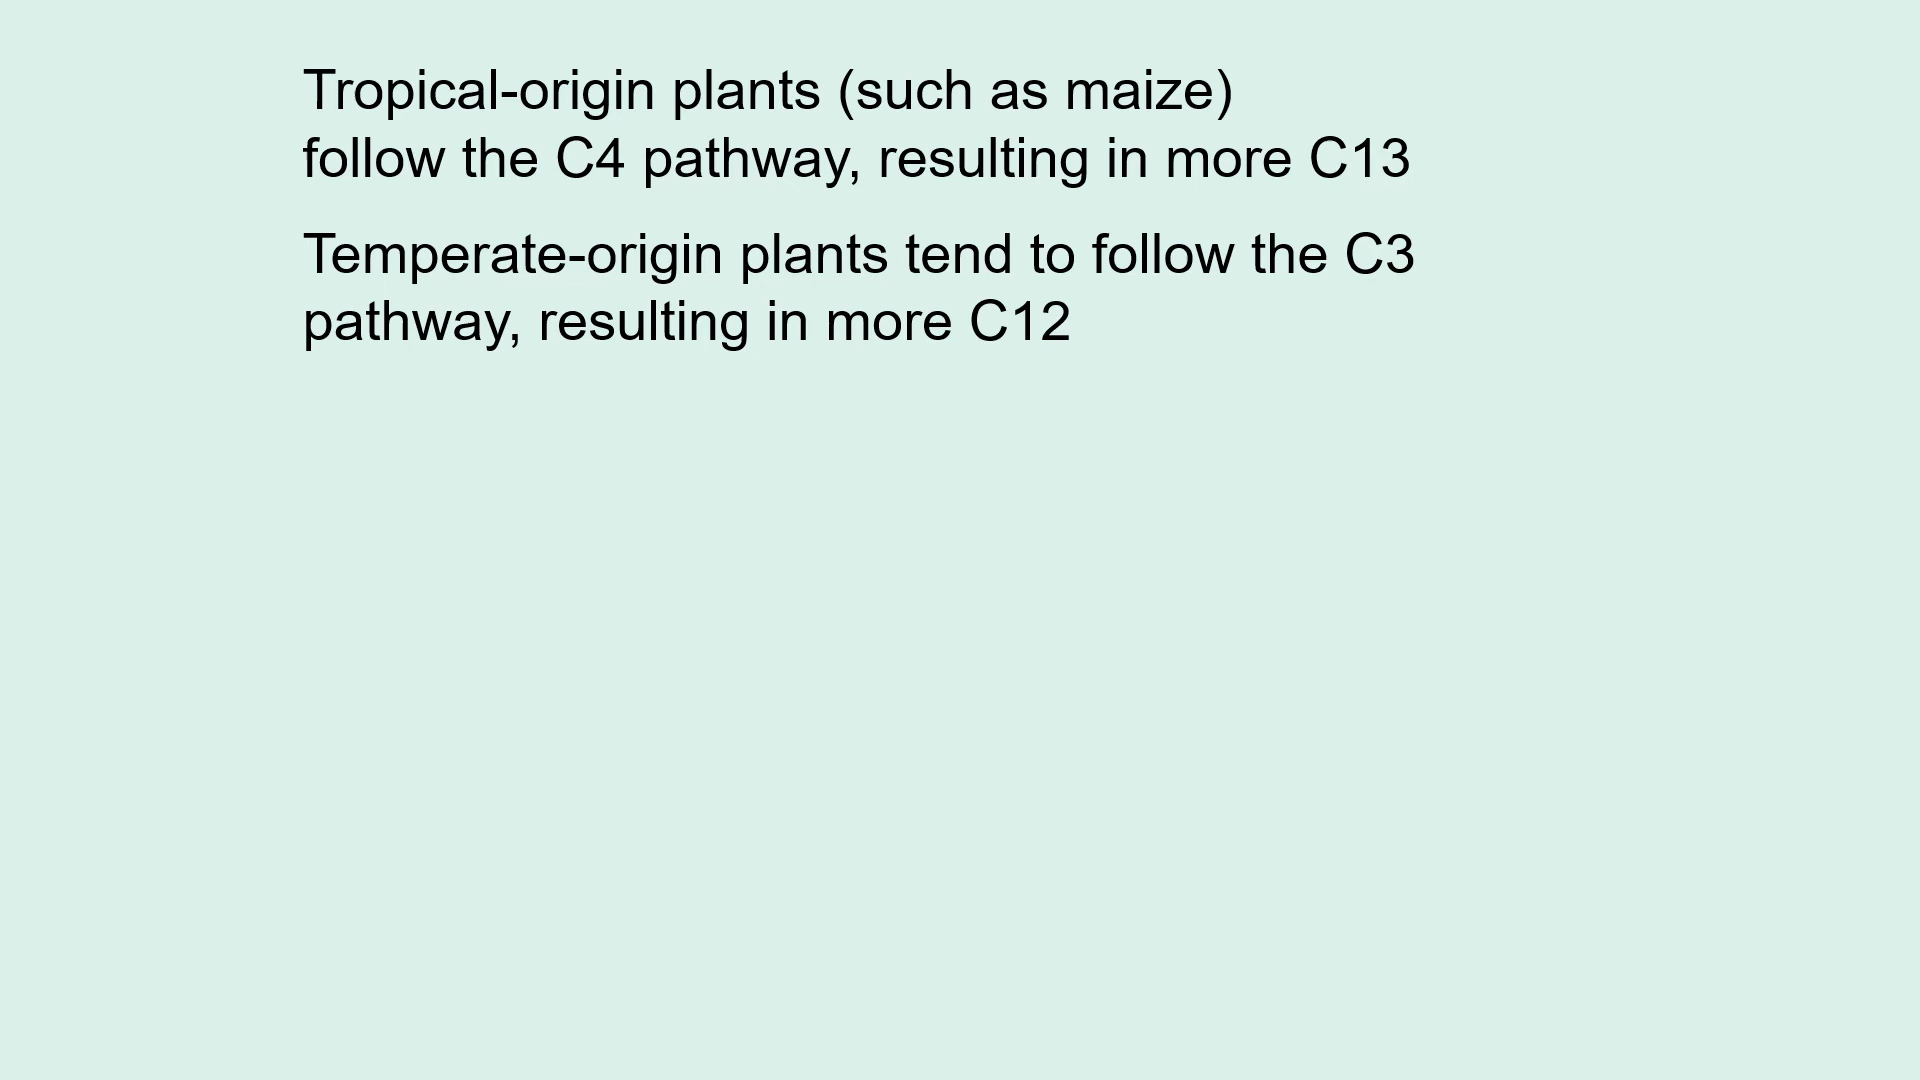 Tropical-origin plants (such as maize)
follow the C4 pathway, resulting in more C13
Temperate-origin plants tend to follow the C3
pathway, resulting in more C12